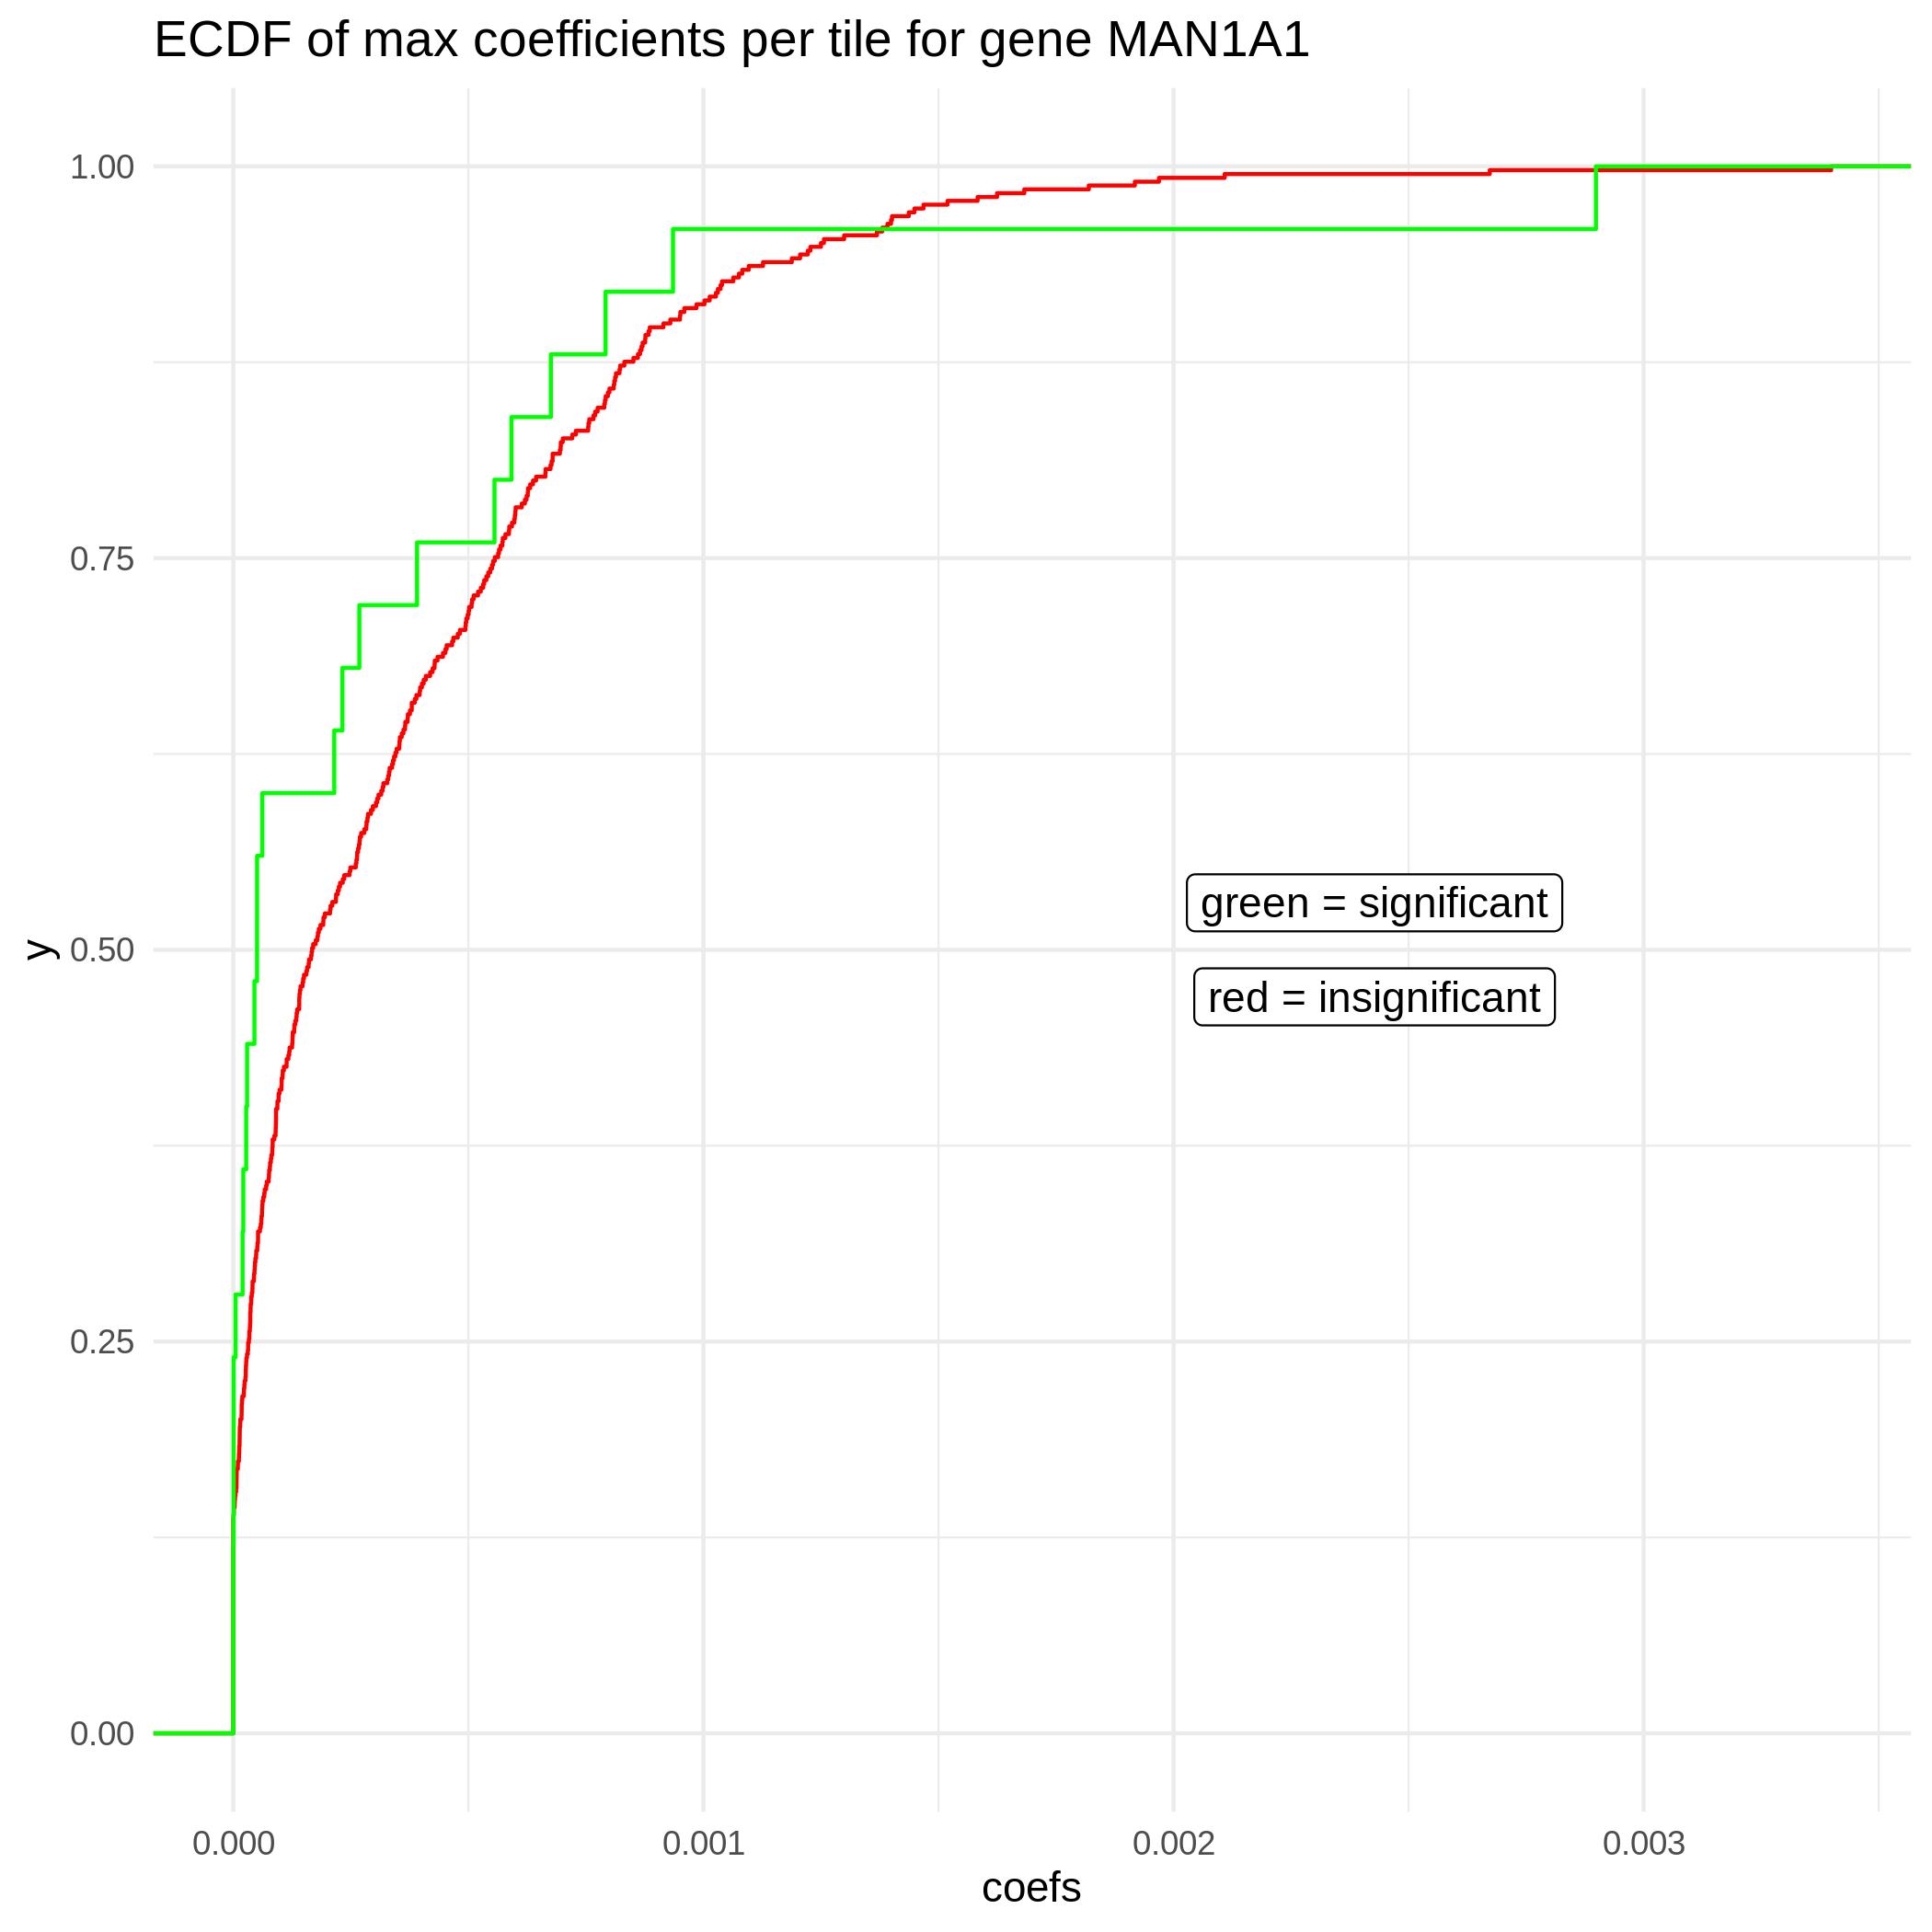 ECDF of max coefficients per tile for gene MAN1A1
1.00
0.75
0.50
0.25
0.00
y
green = significant
red = insignificant
0.000 0.001 0.002 0.003
coefs